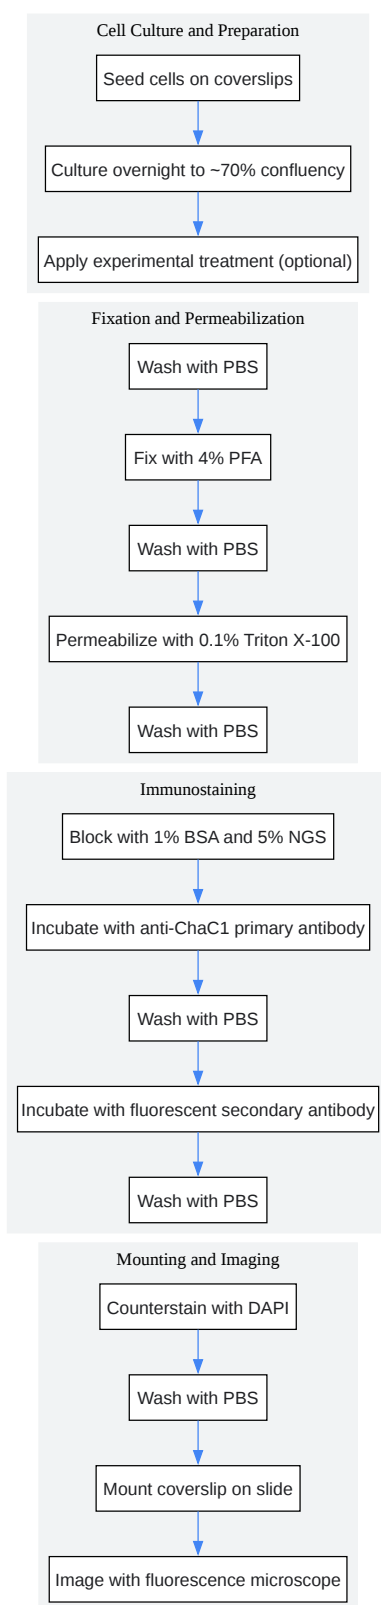 Cell Culture and Preparation
Seed cells on coverslips
Culture overnight to ~70% confluency
Apply experimental treatment (optional)
Fixation and Permeabilization
Wash with PBS
Fix with 4% PFA
Wash with PBS
Permeabilize with 0.1% Triton X-100
Wash with PBS
Immunostaining
Block with 1% BSA and 5% NGS
Incubate with anti-ChaC1 primary antibody
Wash with PBS
Incubate with fluorescent secondary antibody
Wash with PBS
Mounting and Imaging
Counterstain with DAPI
Wash with PBS
Mount coverslip on slide
Image with fluorescence microscope